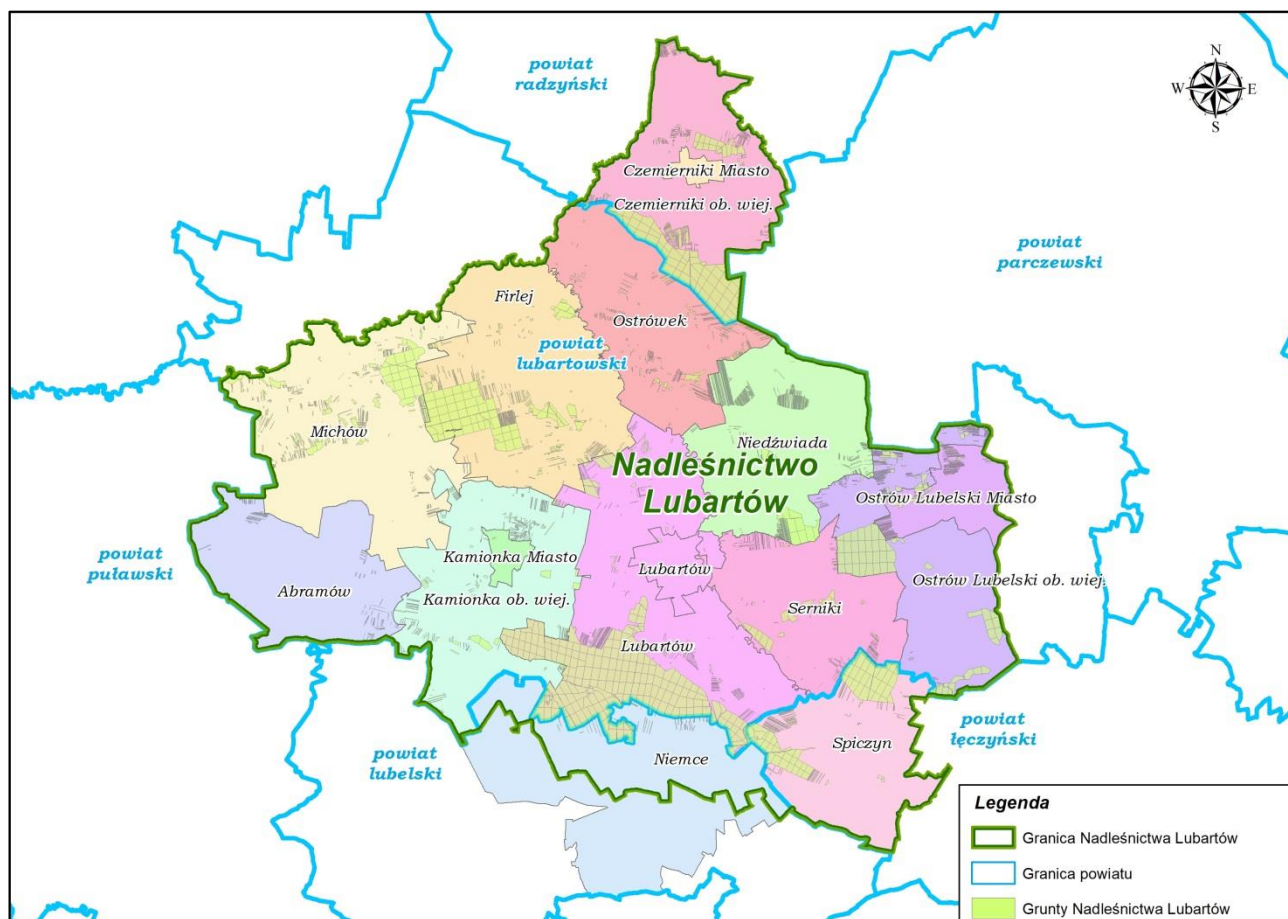 N
W E
S
powiat
radzyński
Czemierniki Miasto
Czemierniki ob. wiej.
powiat
parczewski
Firlej
Ostrówek
powiat
lubartowski
Michów
Niedźwiada
Nadleśnictwo
Lubartów
Ostrów Lubelski Miasto
powiat
puławski
Kamionka Miasto
Lubartów
Ostrów Lubelski ob. wiej.
Abramów
Kamionka ob. wiej.
Serniki
Lubartów
powiat
lubelski
Niemce
Spiczyn
powiat
łęczyński
Legenda
Granica Nadleśnictwa Lubartów
Granica powiatu
Grunty Nadleśnictwa Lubartów